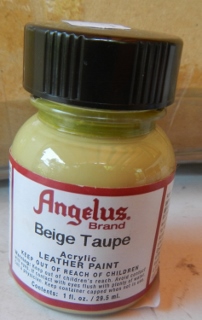 Angelus®
Brand
Beige Taupe
Acrylic
LEATHER PAINT
KEEP OUT OF REACH OF CHILDREN
Contents: 1 fl. oz. / 29.5 mL